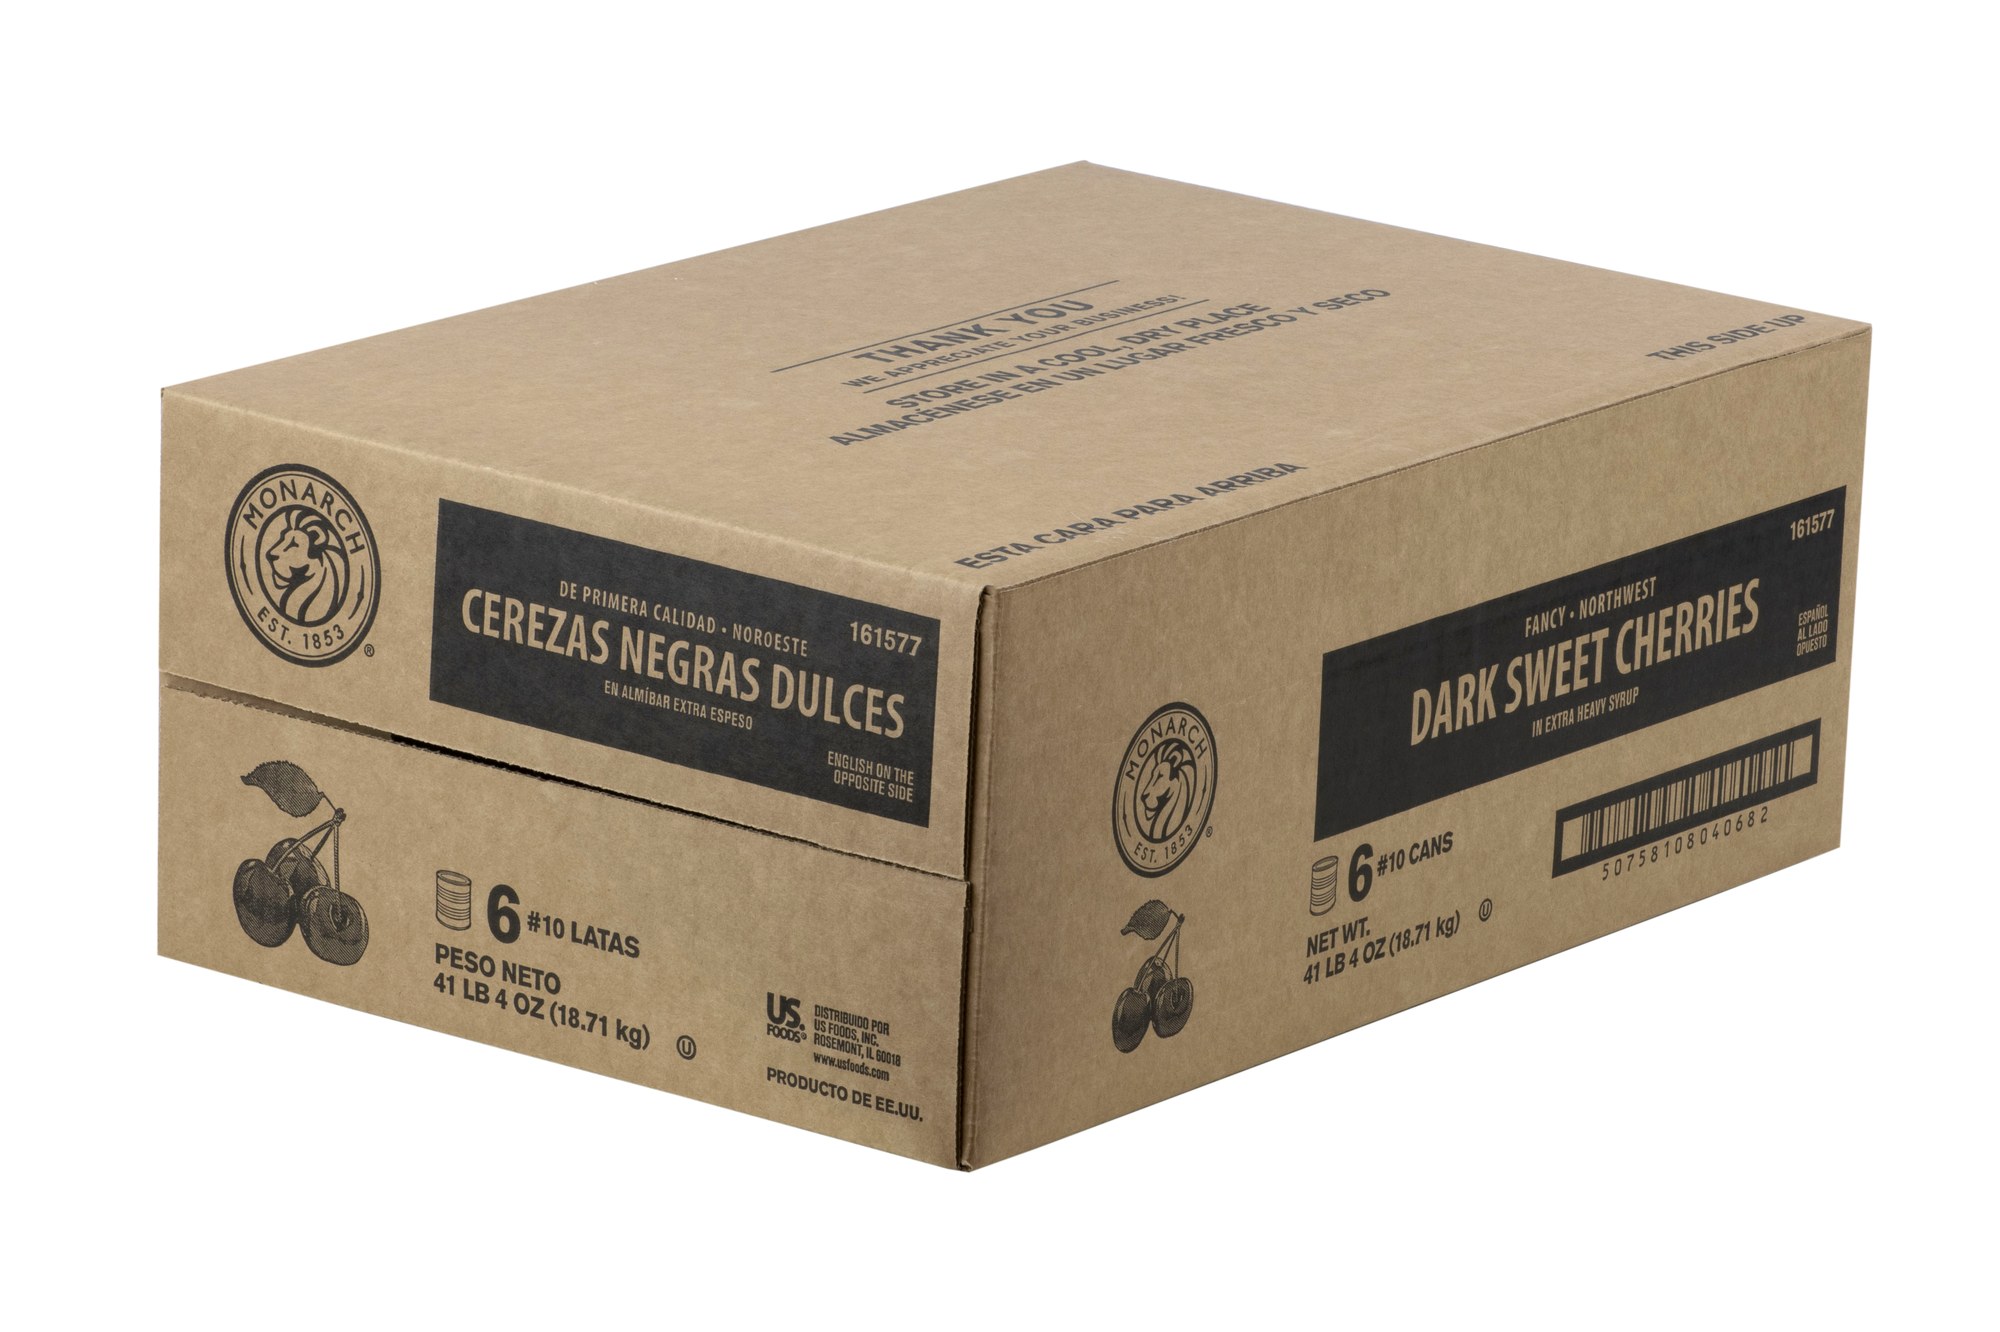 THANK YOU
WE APPRECIATE YOUR BUSINESS!
STORE IN A COOL, DRY PLACE
ALMACÉNESE EN UN LUGAR FRESCO Y SECO
THIS SIDE UP
ESTA CARA PARA ARRIBA
MONARCH
EST. 1853
®
DE PRIMERA CALIDAD • NOROESTE
161577
CEREZAS NEGRAS DULCES
EN ALMÍBAR EXTRA ESPESO
ENGLISH ON THE
OPPOSITE SIDE
6 #10 LATAS
PESO NETO
41 LB 4 OZ (18.71 kg)
U
US
FOODS®
DISTRIBUIDO POR
US FOODS, INC.
ROSEMONT, IL 60018
www.usfoods.com
PRODUCTO DE EE.UU.
161577
FANCY • NORTHWEST
DARK SWEET CHERRIES
IN EXTRA HEAVY SYRUP
ESPAÑOL
AL LADO
OPUESTO
MONARCH
EST. 1853
®
6 #10 CANS
NET WT.
41 LB 4 OZ (18.71 kg)
U
50758108040682